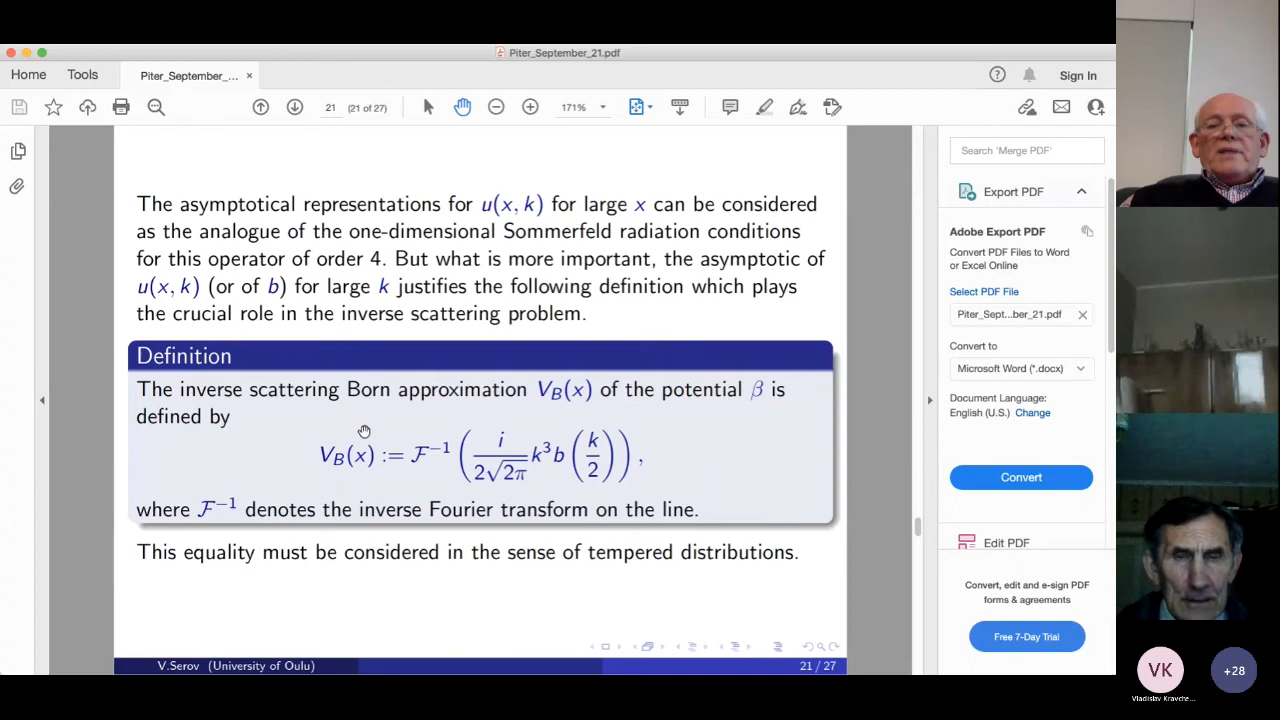 Piter_September_21.pdf
Home
Tools
Piter_September_...
×
Sign In
21
(21 of 27)
171%
The asymptotical representations for u(x, k) for large x can be considered
as the analogue of the one-dimensional Sommerfeld radiation conditions
for this operator of order 4. But what is more important, the asymptotic of
u(x, k) (or of b) for large k justifies the following definition which plays
the crucial role in the inverse scattering problem.
Definition
The inverse scattering Born approximation V_B(x) of the potential β is
defined by
V_B(x) := F^{-1} ( i/(2√2π) k^3 b (k/2) ) ,
where F^{-1} denotes the inverse Fourier transform on the line.
This equality must be considered in the sense of tempered distributions.
V.Serov (University of Oulu)
21 / 27
Search 'Merge PDF'
Export PDF
Adobe Export PDF
Convert PDF Files to Word
or Excel Online
Select PDF File
Piter_Sept...ber_21.pdf
Convert to
Microsoft Word (*.docx)
Document Language:
English (U.S.) Change
Convert
Edit PDF
Convert, edit and e-sign PDF
forms & agreements
Free 7-Day Trial
VK
+28
Vladislav Kravche...